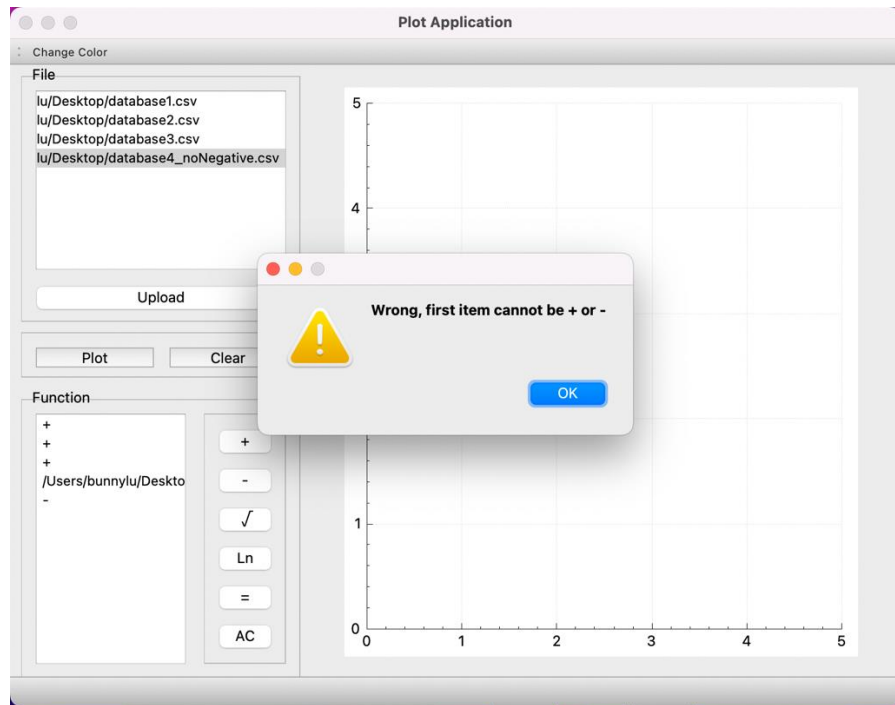 Plot Application
Change Color
File
lu/Desktop/database1.csv
lu/Desktop/database2.csv
lu/Desktop/database3.csv
lu/Desktop/database4_noNegative.csv
Upload
Plot
Clear
Function
+
+
+
/Users/bunnylu/Deskto
-
+
-
√
Ln
=
AC
Wrong, first item cannot be + or -
OK
5
4
1
0
0 1 2 3 4 5